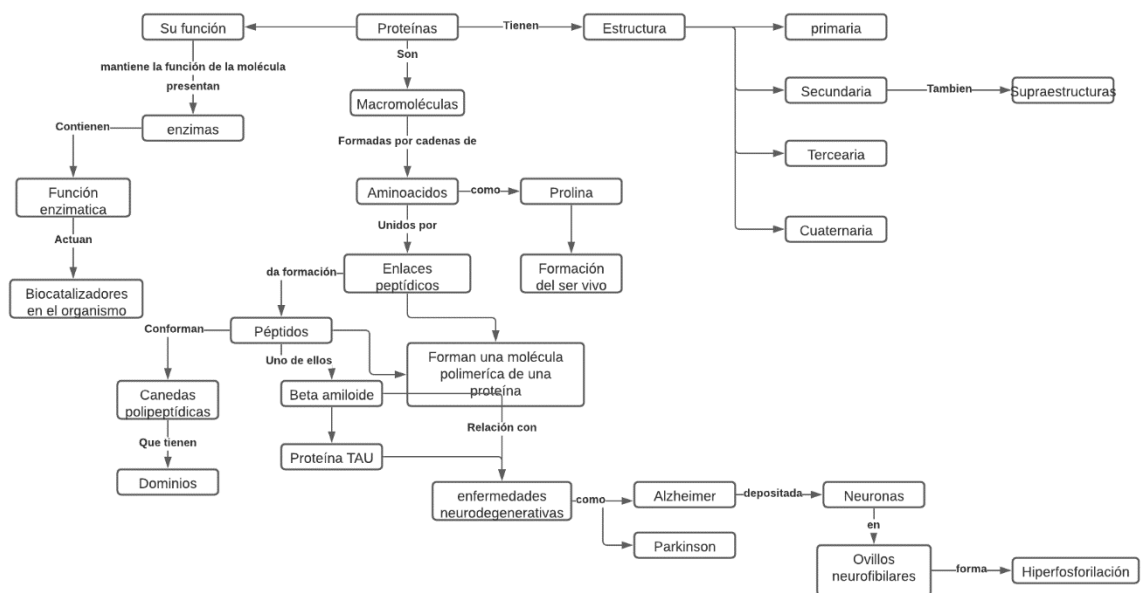 Su función
Proteínas
Tienen
Estructura
primaria
Son
mantiene la función de la molécula
presentan
Macromoléculas
Secundaria
Tambien
Supraestructuras
Contienen
enzimas
Formadas por cadenas de
Tercearia
Función
enzimatica
Aminoacidos
como
Prolina
Unidos por
Cuaternaria
Actuan
Biocatalizadores
en el organismo
da formación
Enlaces
peptídicos
Formación
del ser vivo
Conforman
Péptidos
Uno de ellos
Forman una molécula
polimeríca de una
proteína
Canedas
polipeptídicas
Beta amiloide
Relación con
Que tienen
Proteína TAU
Dominios
enfermedades
neurodegenerativas
como
Alzheimer
depositada
Neuronas
en
Parkinson
Ovillos
neurofibilares
forma
Hiperfosforilación